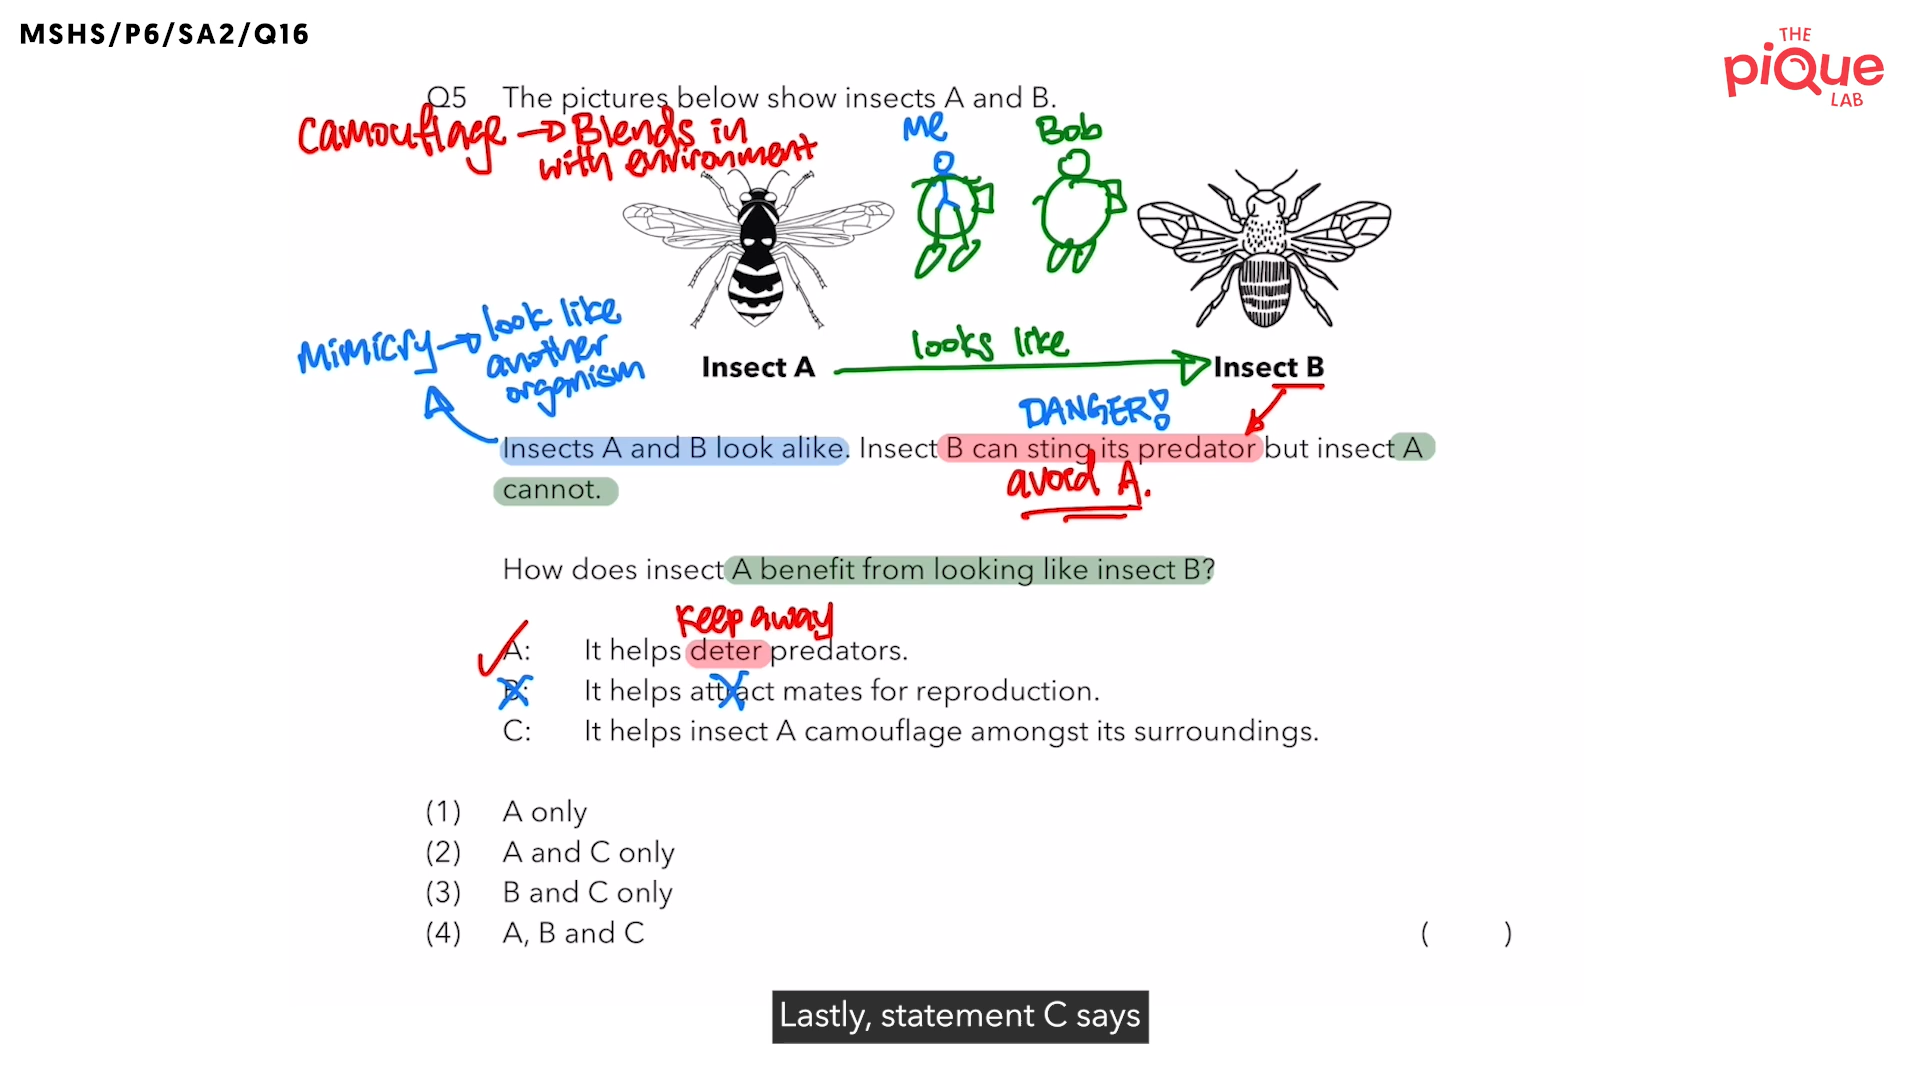 MSHS/P6/SA2/Q16
THE
piQue
LAB
Q5 The pictures below show insects A and B.
Camouflage → Blends in
with environment
Me
Bob
Mimicry → look like
another
organism
looks like
Insect A
Insect B
DANGER!
Insects A and B look alike. Insect B can sting its predator but insect A
cannot.
avoid A.
How does insect A benefit from looking like insect B?
Keep away
A: It helps deter predators.
B: It helps attract mates for reproduction.
C: It helps insect A camouflage amongst its surroundings.
(1) A only
(2) A and C only
(3) B and C only
(4) A, B and C ( )
Lastly, statement C says